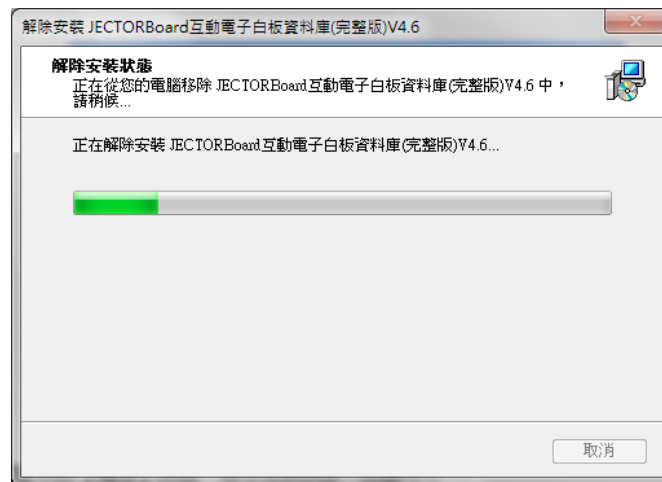 解除安裝 JECTORBoard互動電子白板資料庫(完整版)V4.6
解除安裝狀態
正在從您的電腦移除 JECTORBoard互動電子白板資料庫(完整版)V4.6 中，
請稍候...
正在解除安裝 JECTORBoard互動電子白板資料庫(完整版)V4.6...
取消